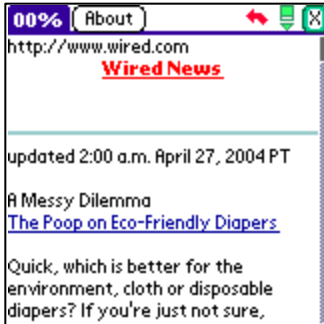 00% About X
http://www.wired.com
Wired News
updated 2:00 a.m. April 27, 2004 PT
A Messy Dilemma
The Poop on Eco-Friendly Diapers
Quick, which is better for the
environment, cloth or disposable
diapers? If you're just not sure,